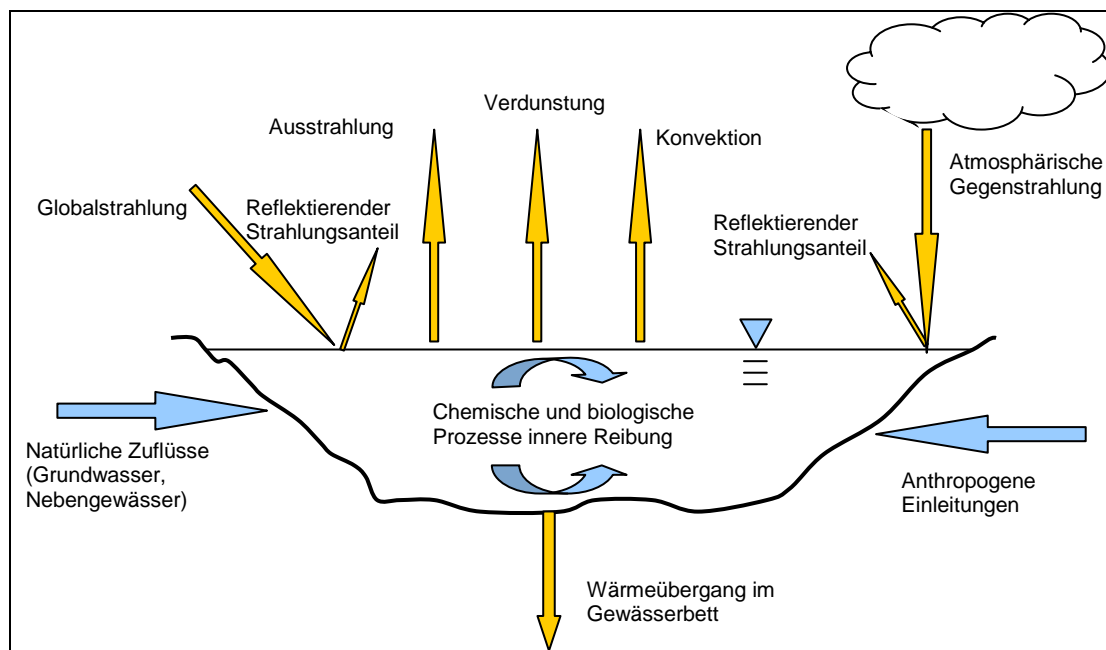 Verdunstung
Ausstrahlung
Konvektion
Atmosphärische
Gegenstrahlung
Globalstrahlung
Reflektierender
Strahlungsanteil
Reflektierender
Strahlungsanteil
Chemische und biologische
Prozesse innere Reibung
Natürliche Zuflüsse
(Grundwasser,
Nebengewässer)
Anthropogene
Einleitungen
Wärmeübergang im
Gewässerbett